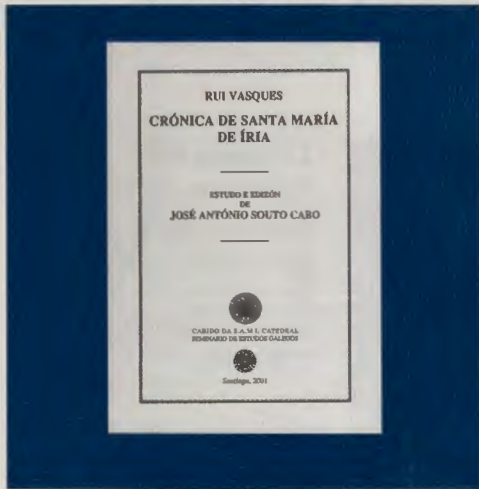 RUI VASQUES
CRÓNICA DE SANTA MARÍA
DE ÍRIA
ESTUDO E EDIZÓN
DE
JOSÉ ANTÓNIO SOUTO CABO
CABIDO DA S.A.M.I. CATEDRAL
SEMINARIO DE ESTUDOS GALEGOS
Santiago, 2001